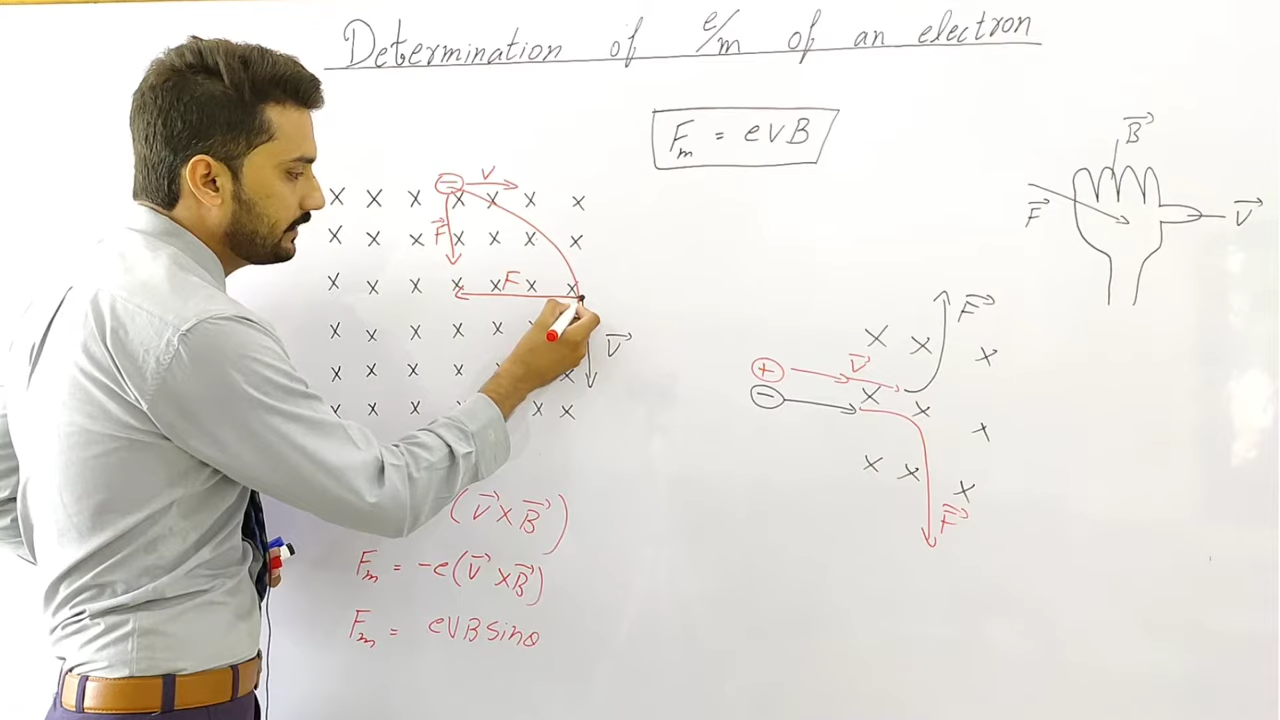 Determination of e/m of an electron
Fm = evB
B⃗
F⃗
V⃗
− v
x x x x x x x
F⃗
x x x x x x x
x x x x F x x x
x x x x x
V⃗
x x x x x
x x x x x
F⃗
x x x
+ V⃗
−
x x x
x x x
F⃗
(V⃗ x B⃗)
Fm = -e(V⃗ x B⃗)
Fm = eVB sinθ